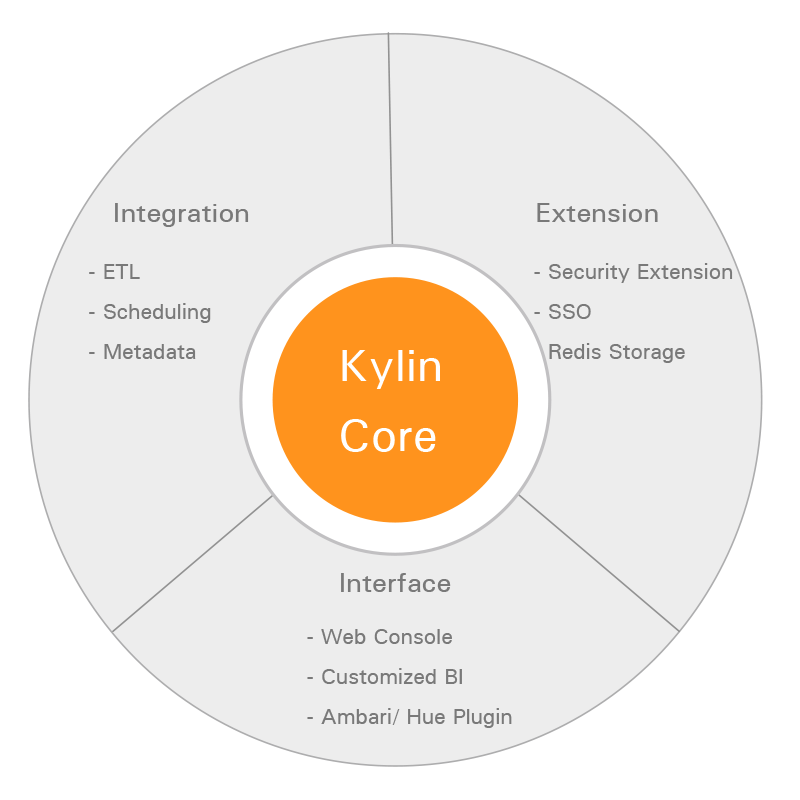 Integration
- ETL
- Scheduling
- Metadata
Extension
- Security Extension
- SSO
Redis Storage
Kylin
Core
Interface
- Web Console
- Customized BI
- Ambari/ Hue Plugin